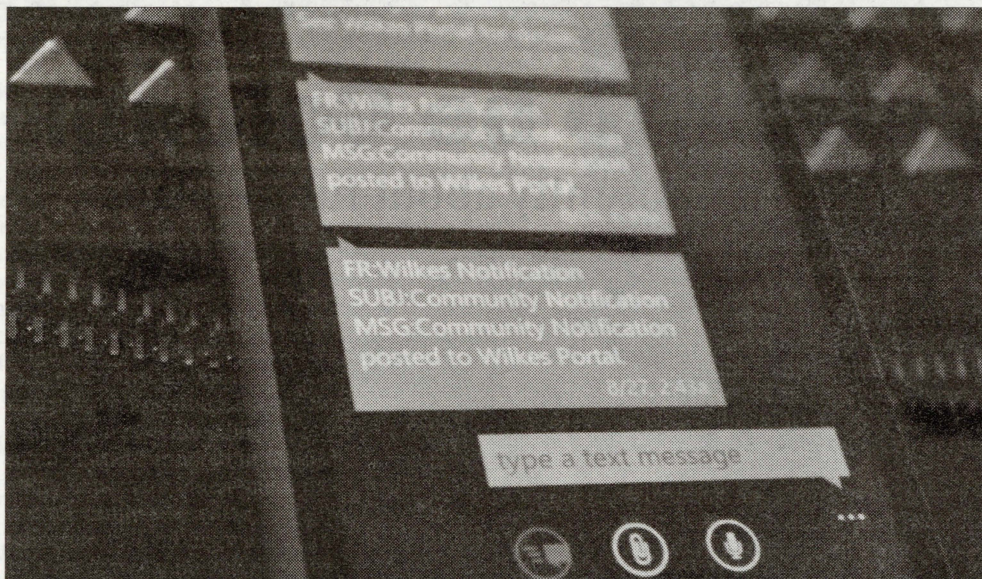 See Wilkes Portal for details.
FR:Wilkes Notification
SUBJ:Community Notification
MSG:Community Notification
posted to Wilkes Portal.
FR:Wilkes Notification
SUBJ:Community Notification
MSG:Community Notification
posted to Wilkes Portal.
8/27, 2:43a
type a text message